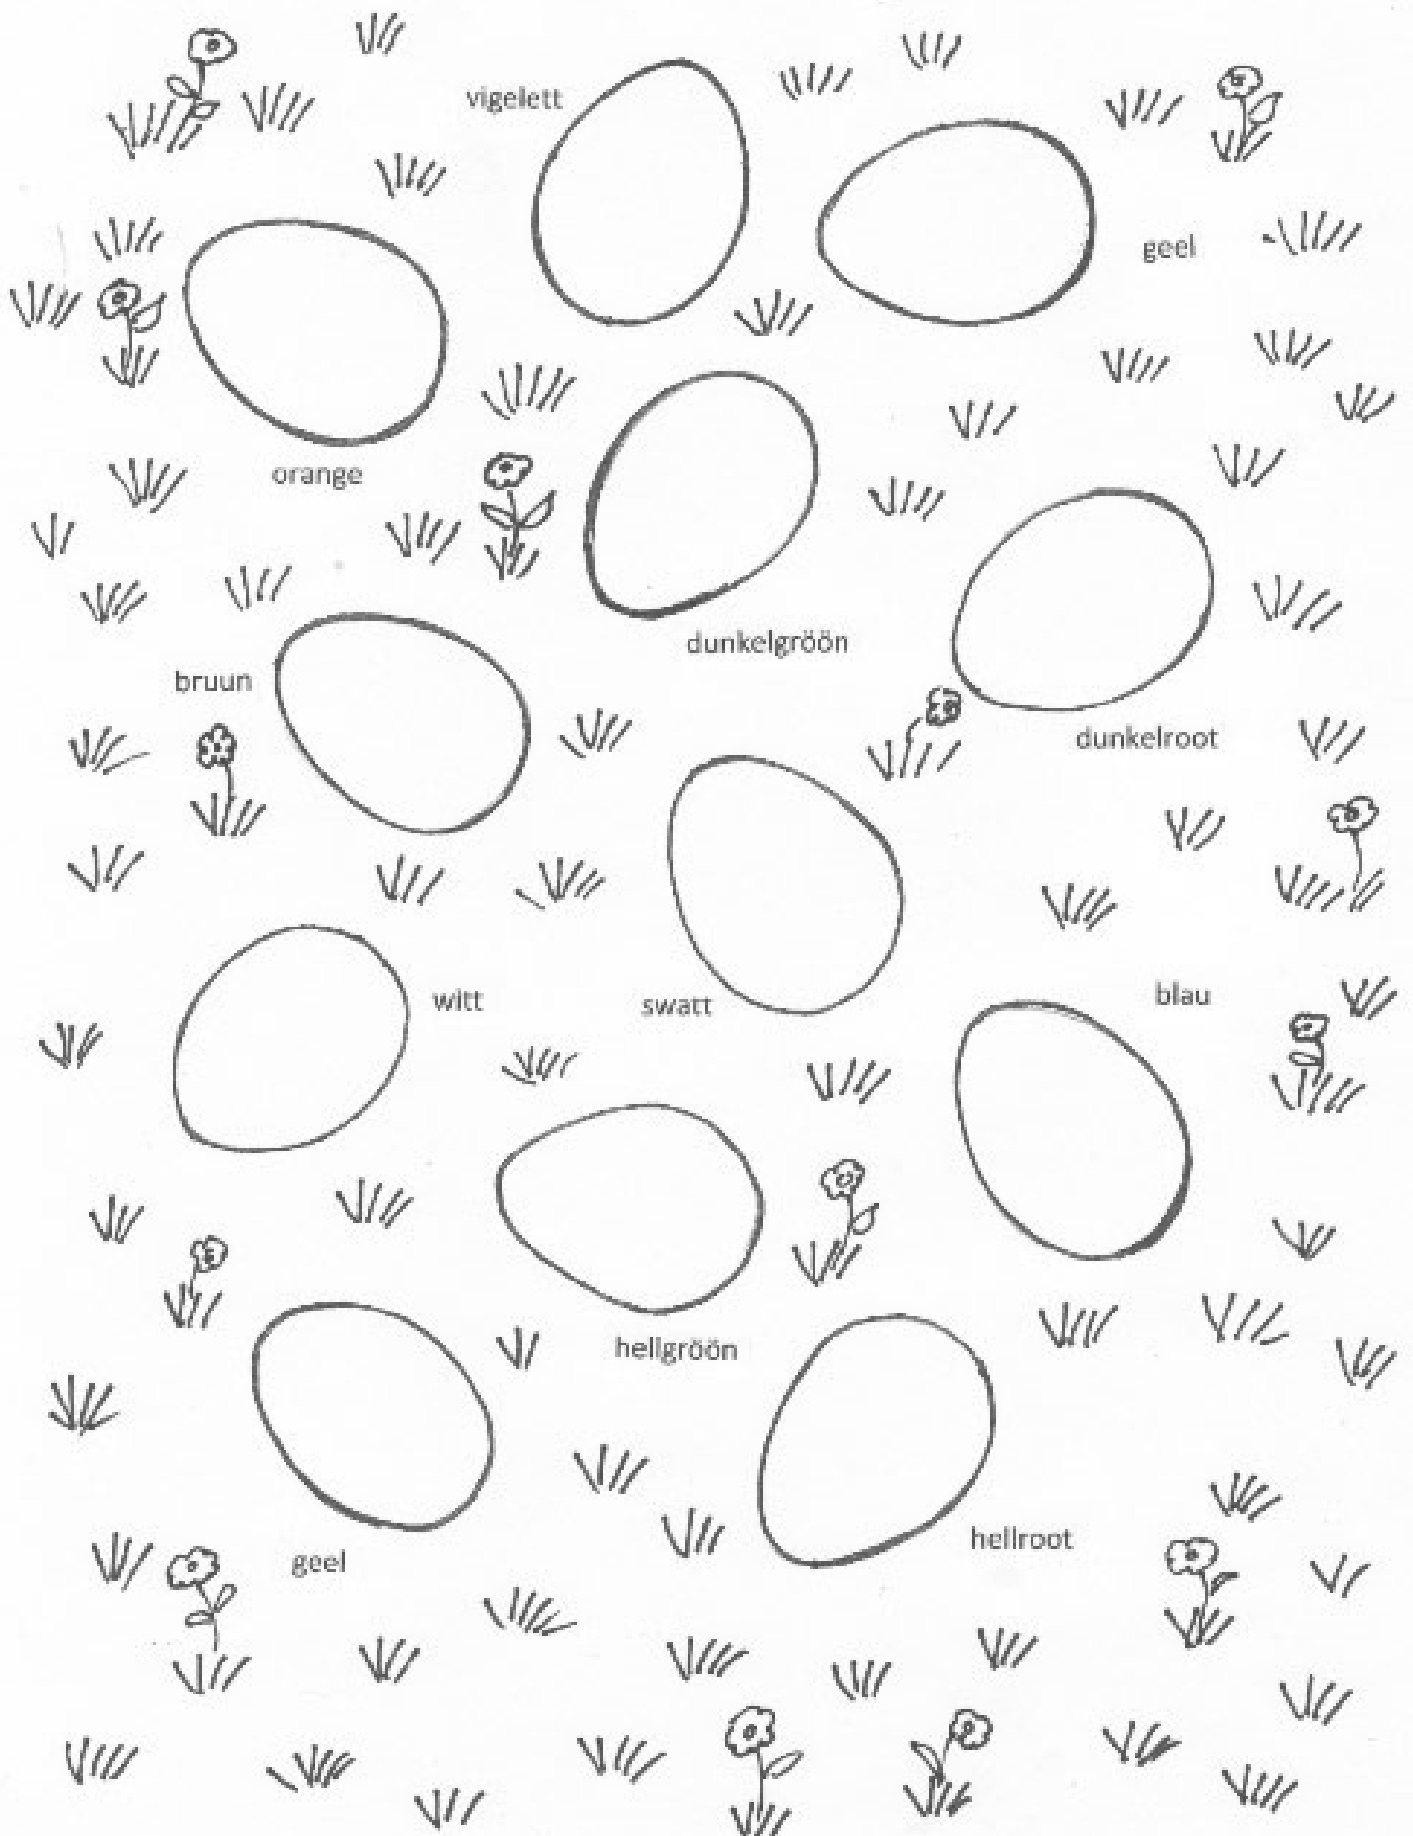 vigelett
geel
orange
dunkelgröön
bruun
dunkelroot
witt
swatt
blau
hellgröön
hellroot
geel